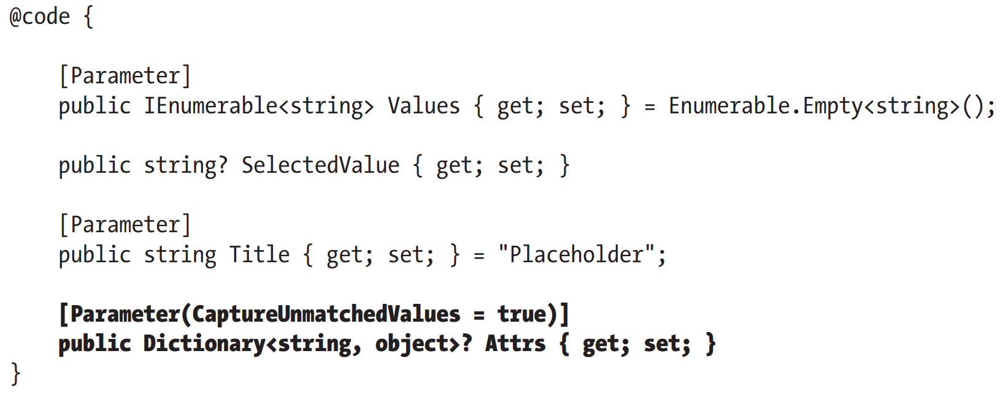 @code {
[Parameter]
public IEnumerable<string> Values { get; set; } = Enumerable.Empty<string>();
public string? SelectedValue { get; set; }
[Parameter]
public string Title { get; set; } = "Placeholder";
[Parameter(CaptureUnmatchedValues = true)]
public Dictionary<string, object>? Attrs { get; set; }
}